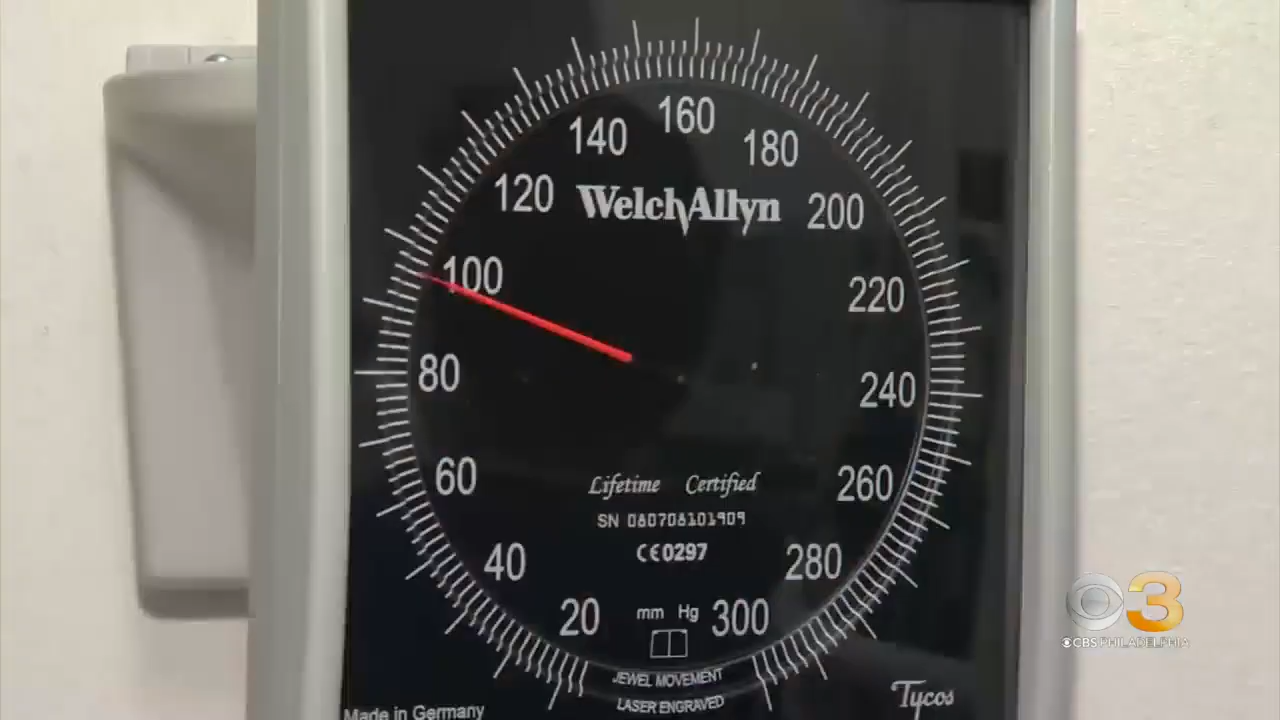 160
140
180
120
WelchAllyn
200
100
220
80
240
60
Lifetime Certified
260
SN 080708101909
CE0297
40
280
20
mm Hg
300
JEWEL MOVEMENT
LASER ENGRAVED
Made in Germany
Tycos
3
CBS PHILADELPHIA